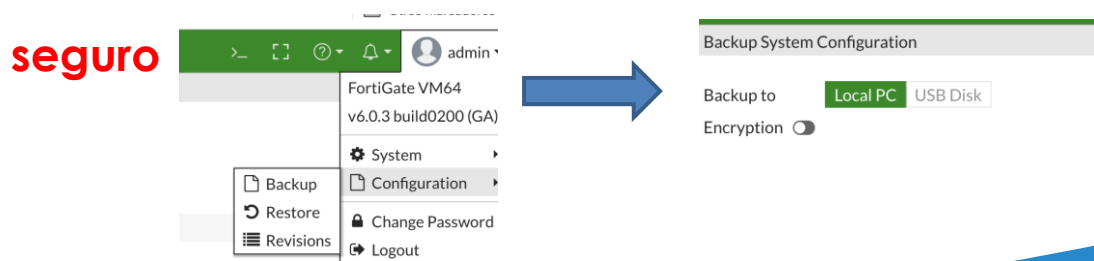 seguro
>_
admin
FortiGate VM64
v6.0.3 build0200 (GA)
System
Configuration
Backup
Restore
Revisions
Change Password
Logout
Backup System Configuration
Backup to Local PC USB Disk
Encryption